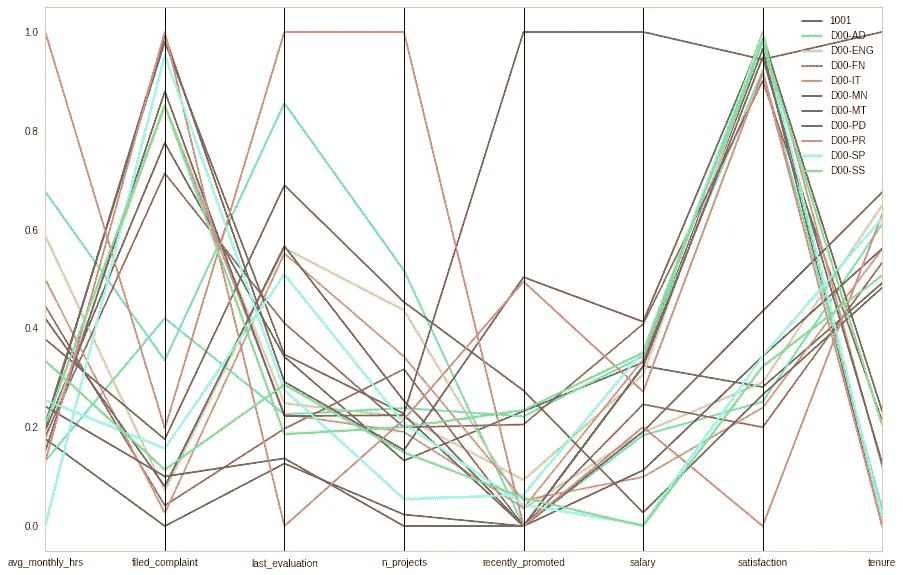 1.0
0.8
0.6
0.4
0.2
0.0
1001
D00-AD
D00-ENG
D00-FN
D00-IT
D00-MN
D00-MT
D00-PD
D00-PR
D00-SP
D00-SS
avg_monthly_hrs filed_complaint last_evaluation n_projects recently_promoted salary satisfaction tenure